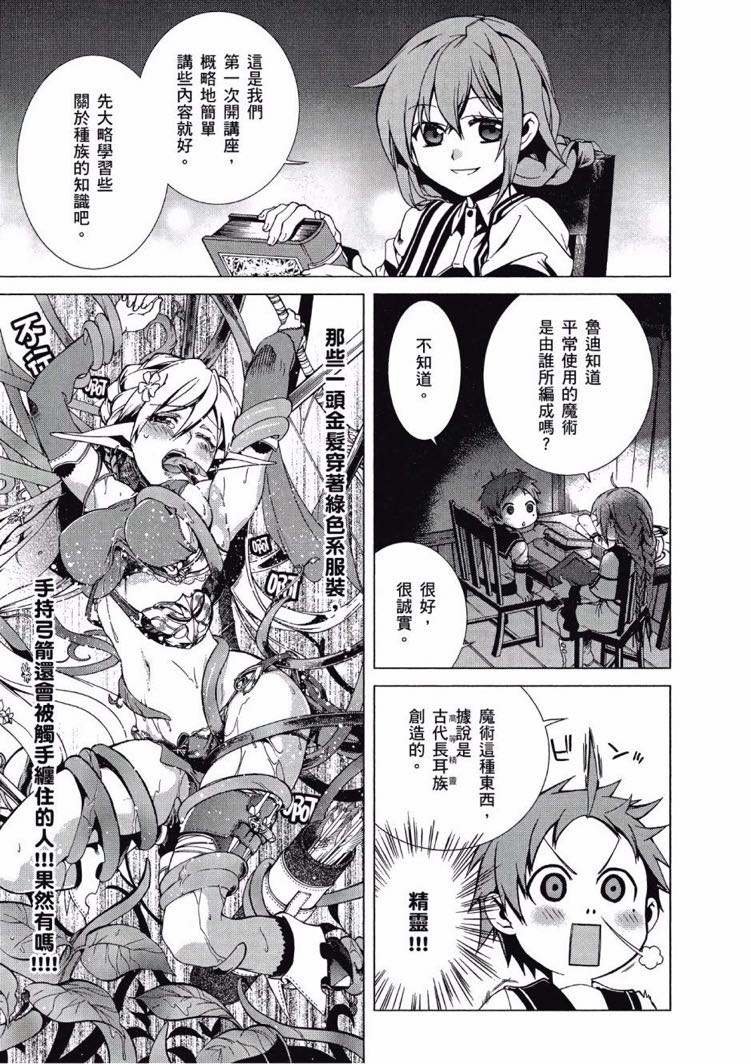 這是我們
第一次開講座，
概略地簡單
講些內容就好。
先大略學習些
關於種族的知識吧。
魯迪知道
平常使用的魔術
是由誰所編成嗎？
不知道。
很好，
很誠實。
魔術這種東西，
據說是
古代長耳族
高等精靈
創造的。
精靈!!!
那些一頭金髮穿著綠色系服裝，
手持弓箭還會被觸手纏住的人!!!果然有嗎!!!!
啊